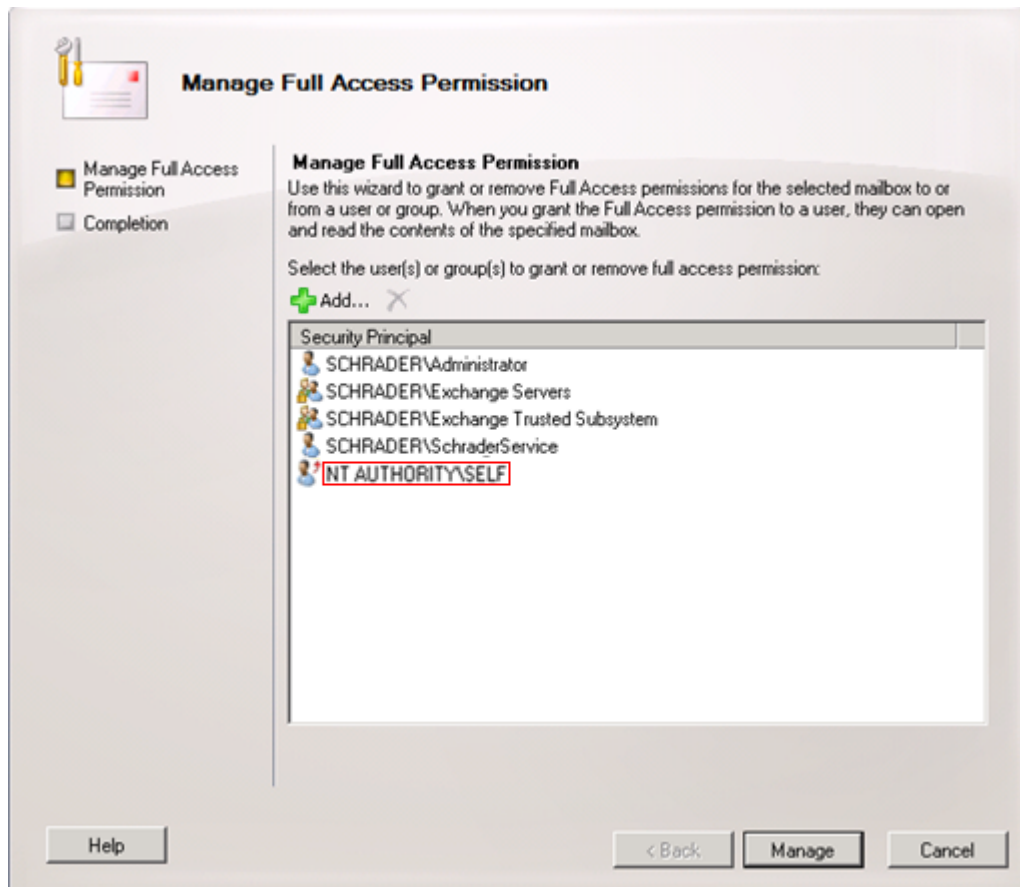 Manage Full Access Permission
Manage Full Access
Permission
Completion
Manage Full Access Permission
Use this wizard to grant or remove Full Access permissions for the selected mailbox to or
from a user or group. When you grant the Full Access permission to a user, they can open
and read the contents of the specified mailbox.
Select the user(s) or group(s) to grant or remove full access permission:
Add...
Security Principal
SCHRADER\Administrator
SCHRADER\Exchange Servers
SCHRADER\Exchange Trusted Subsystem
SCHRADER\SchraderService
NT AUTHORITY\SELF
Help
< Back
Manage
Cancel